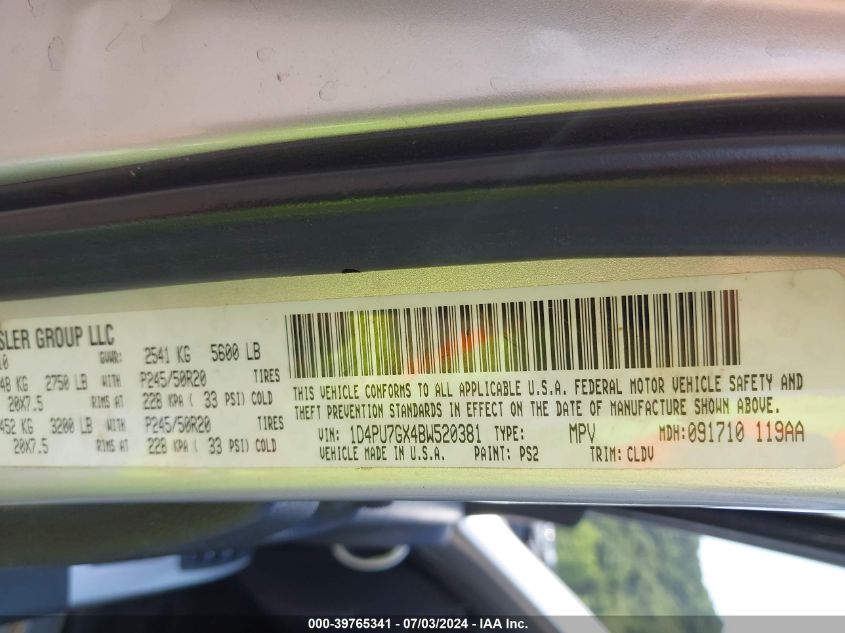 SLER GROUP LLC
10 GVWR: 2541 KG 5600 LB
48 KG 2750 LB WITH P245/50R20 TIRES
20X7.5 RIMS AT 228 KPA ( 33 PSI) COLD
452 KG 3200 LB WITH P245/50R20 TIRES
20X7.5 RIMS AT 228 KPA ( 33 PSI) COLD
THIS VEHICLE CONFORMS TO ALL APPLICABLE U.S.A. FEDERAL MOTOR VEHICLE SAFETY AND
THEFT PREVENTION STANDARDS IN EFFECT ON THE DATE OF MANUFACTURE SHOWN ABOVE.
VIN: 1D4PU7GX4BW520381 TYPE: MPV MDH:091710 119AA
VEHICLE MADE IN U.S.A. PAINT: PS2 TRIM: CLDV
000-39765341 - 07/03/2024 - IAA Inc.